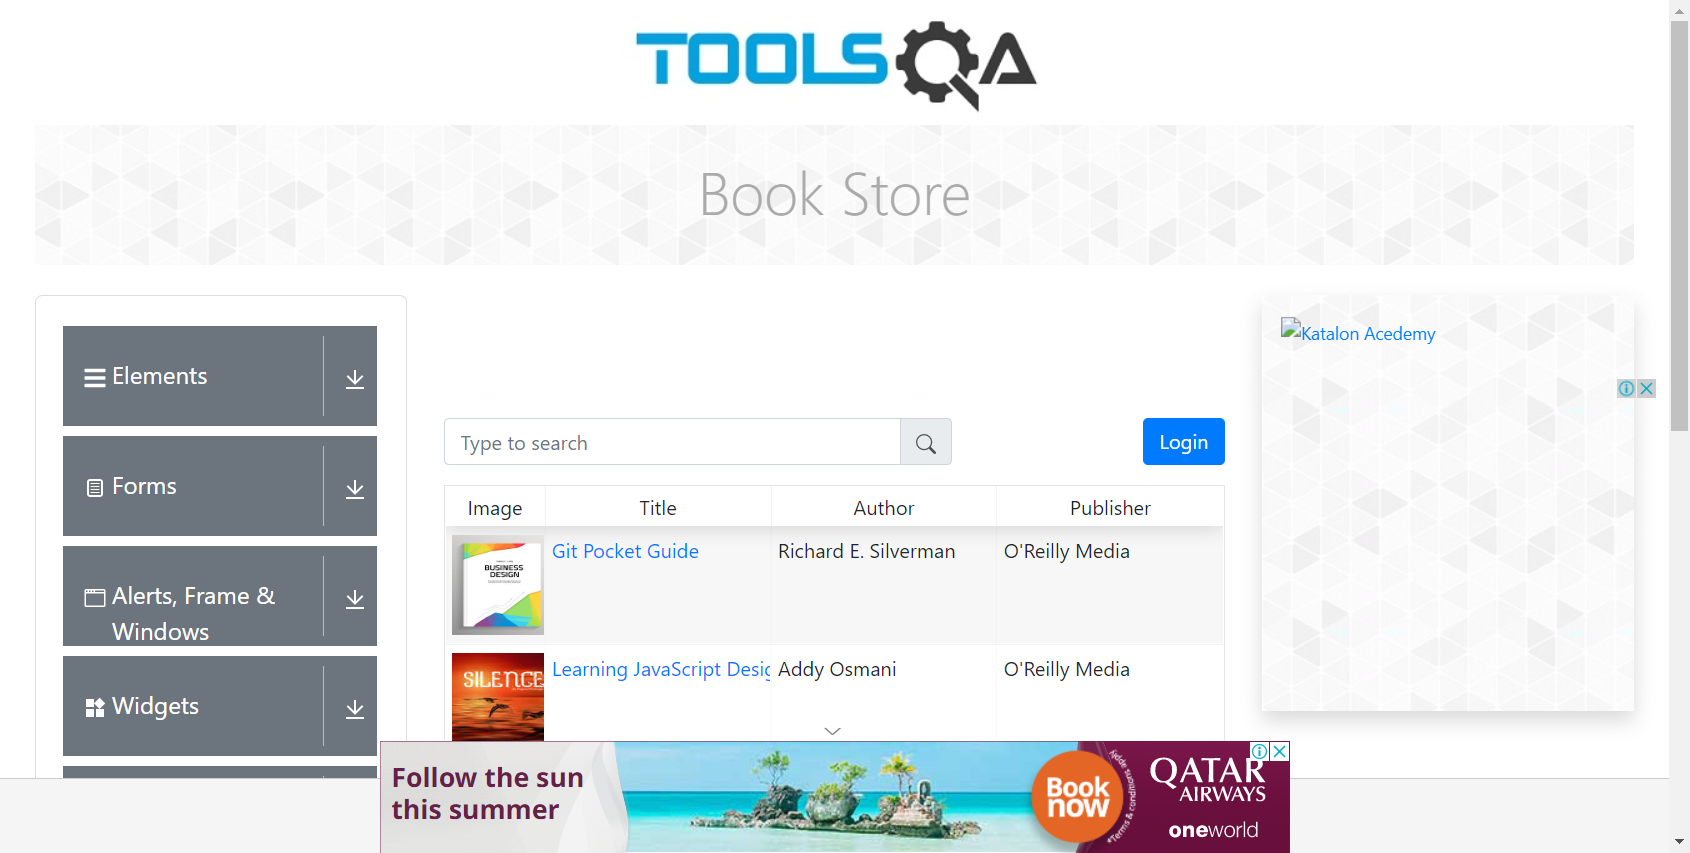 TOOLSQA
Book Store
Elements
Forms
Alerts, Frame &
Windows
Widgets
Type to search
Login
Image Title Author Publisher
BUSINESS
DESIGN
Git Pocket Guide Richard E. Silverman O'Reilly Media
SILENCE
Learning JavaScript Desig Addy Osmani O'Reilly Media
Katalon Acedemy
Follow the sun
this summer
Book
now
*Terms & conditions apply
QATAR
AIRWAYS
oneworld